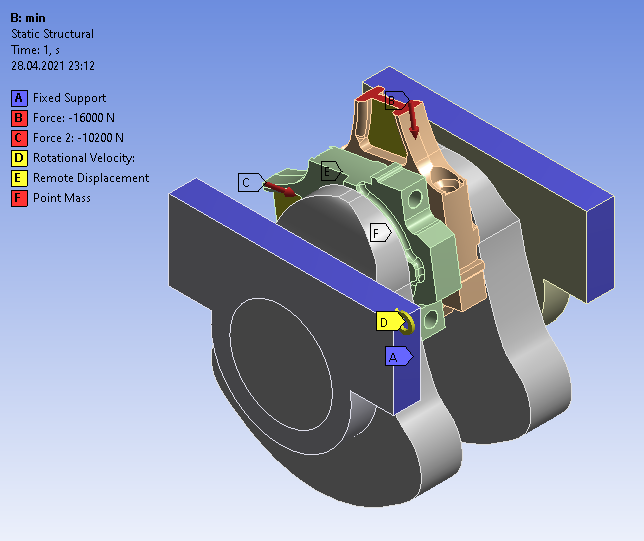 B: min
Static Structural
Time: 1, s
28.04.2021 23:12
A Fixed Support
B Force: -16000 N
C Force 2: -10200 N
D Rotational Velocity:
E Remote Displacement
F Point Mass
B
C
E
F
D
A